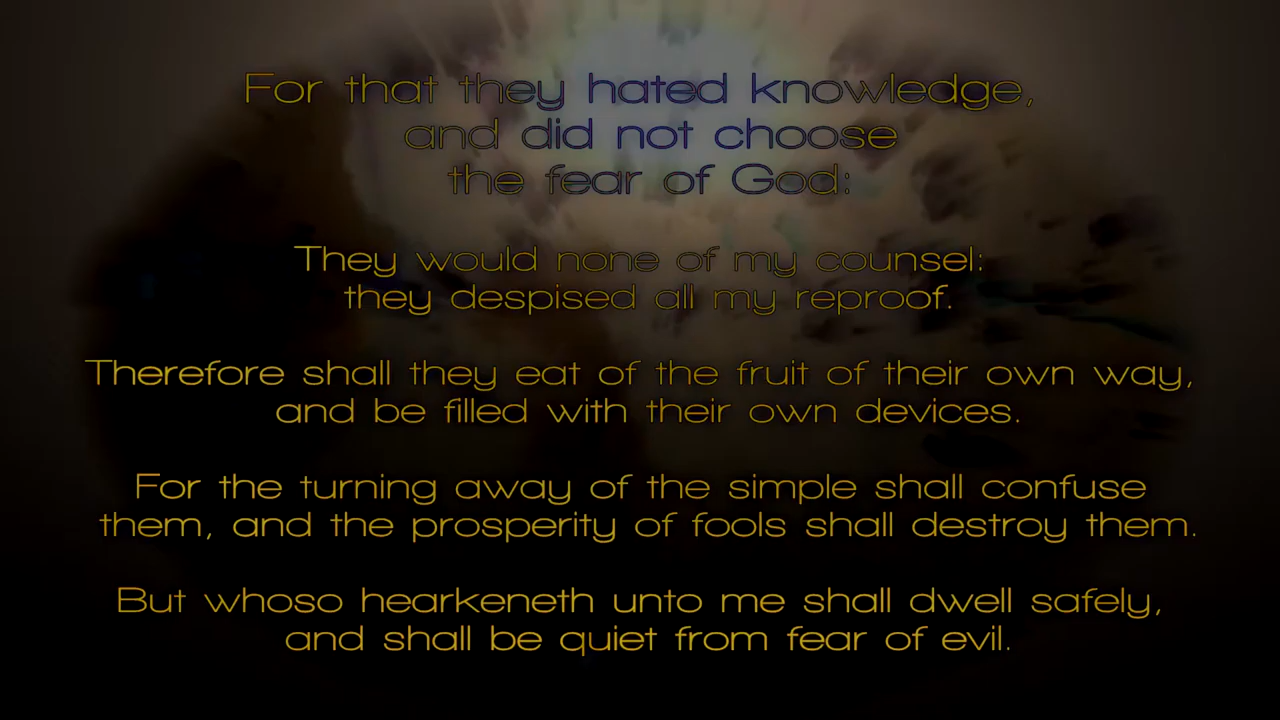 For that they hated knowledge,
and did not choose
the fear of God:
They would none of my counsel:
they despised all my reproof.
Therefore shall they eat of the fruit of their own way,
and be filled with their own devices.
For the turning away of the simple shall confuse
them, and the prosperity of fools shall destroy them.
But whoso hearkeneth unto me shall dwell safely,
and shall be quiet from fear of evil.